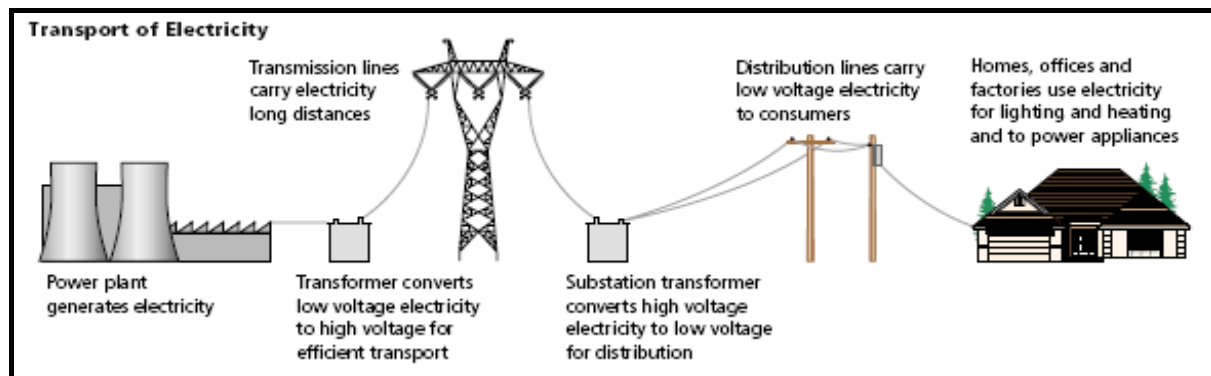 Transport of Electricity
Transmission lines
carry electricity
long distances
Distribution lines carry
low voltage electricity
to consumers
Homes, offices and
factories use electricity
for lighting and heating
and to power appliances
Power plant
generates electricity
Transformer converts
low voltage electricity
to high voltage for
efficient transport
Substation transformer
converts high voltage
electricity to low voltage
for distribution